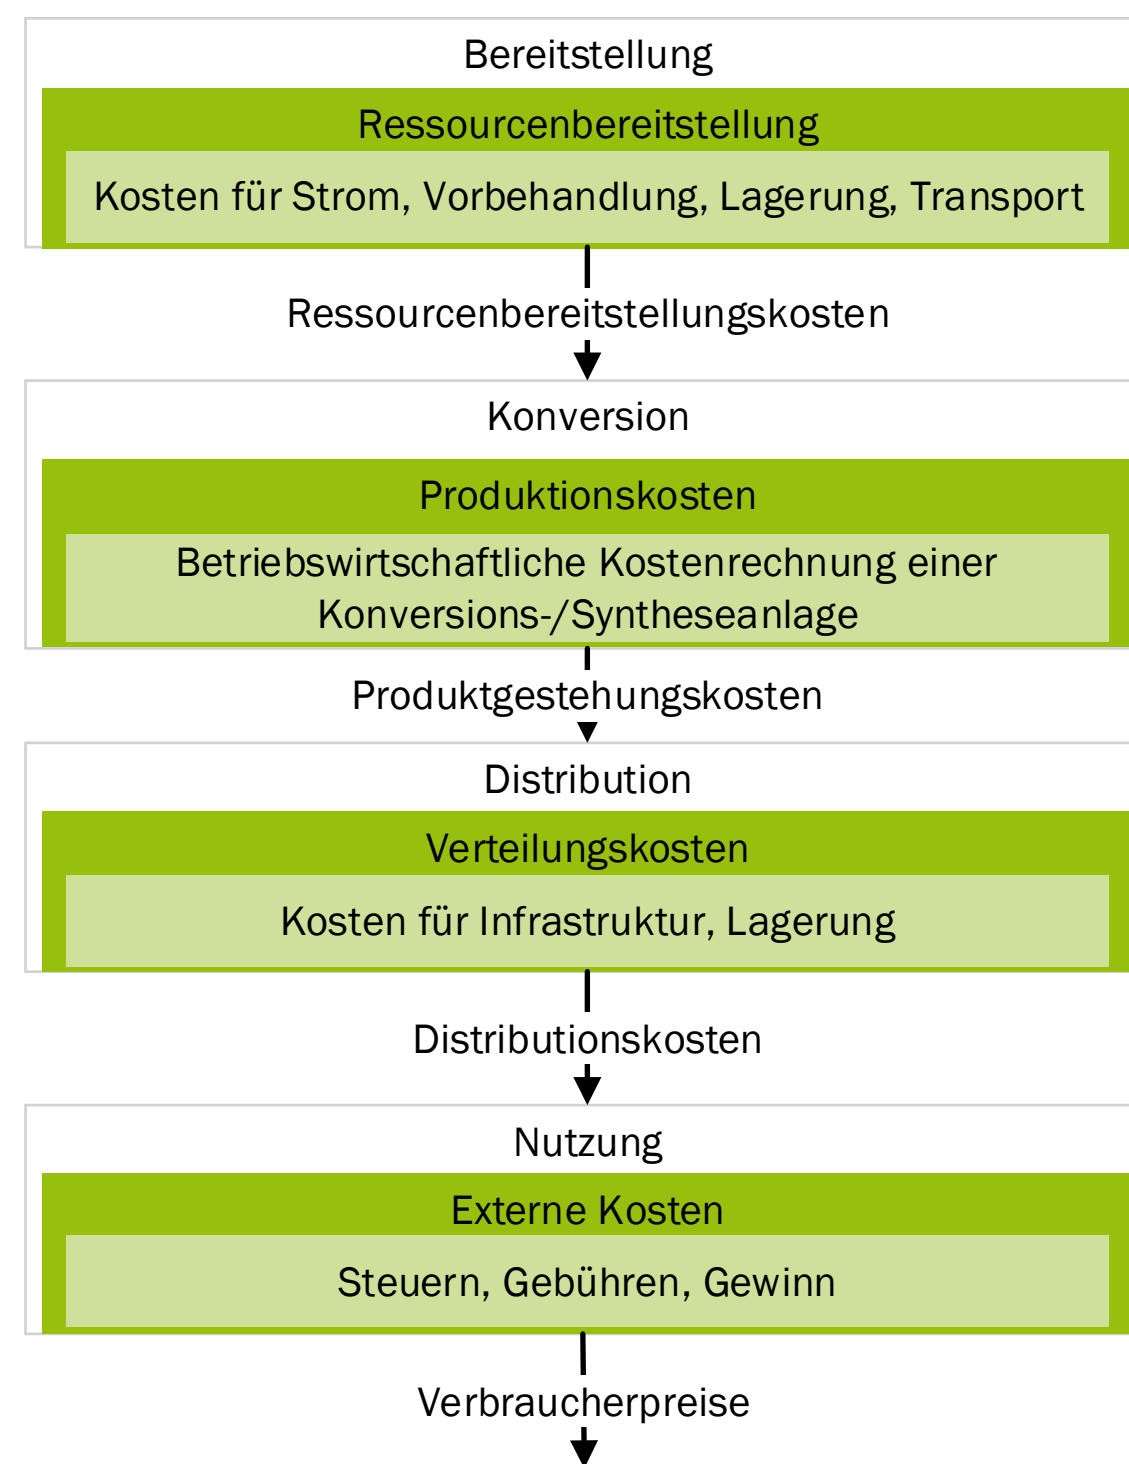 Bereitstellung
Ressourcenbereitstellung
Kosten für Strom, Vorbehandlung, Lagerung, Transport
Ressourcenbereitstellungskosten
Konversion
Produktionskosten
Betriebswirtschaftliche Kostenrechnung einer
Konversions-/Syntheseanlage
Produktgestehungskosten
Distribution
Verteilungskosten
Kosten für Infrastruktur, Lagerung
Distributionskosten
Nutzung
Externe Kosten
Steuern, Gebühren, Gewinn
Verbraucherpreise